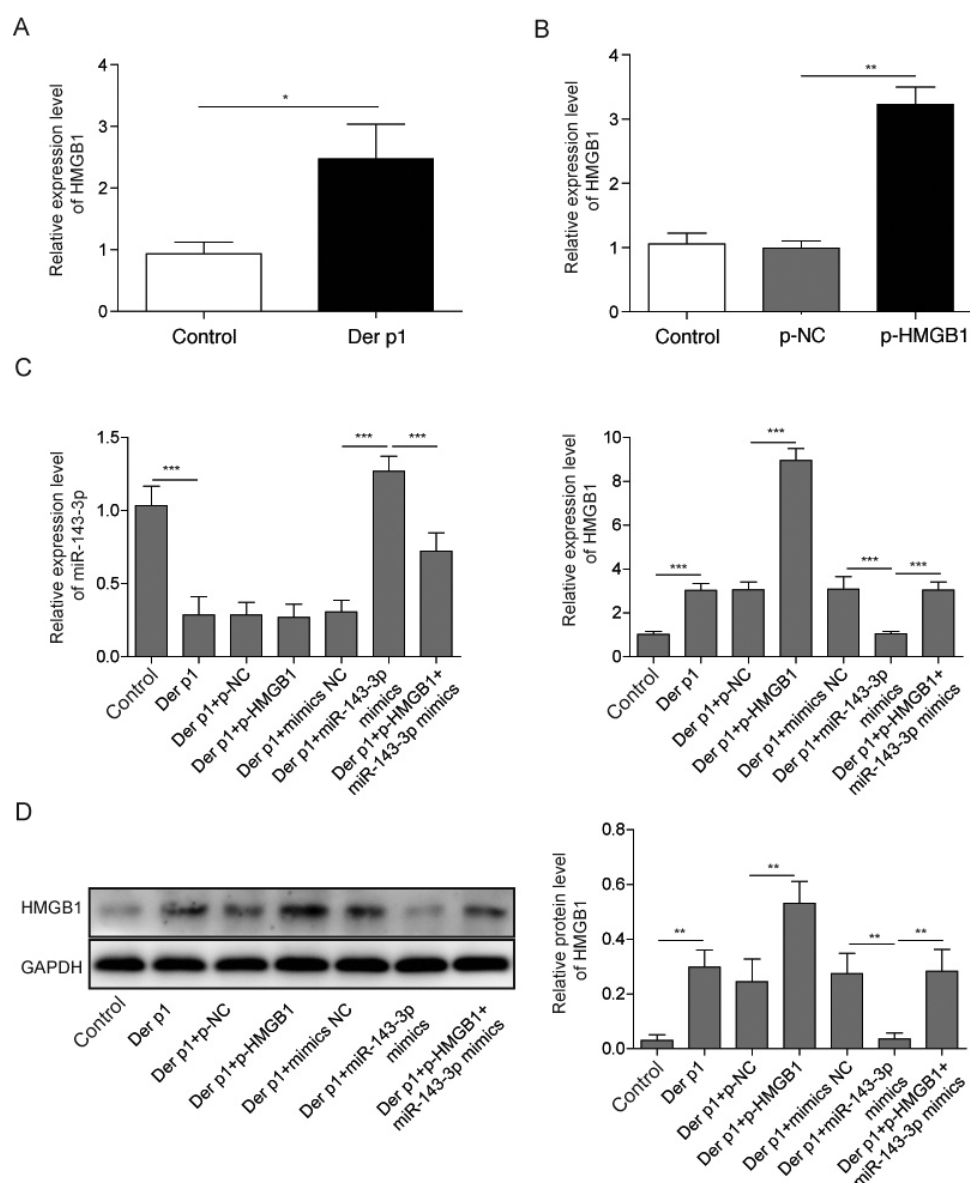 A
Relative expression level
of HMGB1
4
3
2
1
0
*
Control
Der p1
B
Relative expression level
of HMGB1
4
3
2
1
0
**
Control
p-NC
p-HMGB1
C
Relative expression level
of miR-143-3p
1.5
1.0
0.5
0.0
***
***
***
Control
Der p1
Der p1+p-NC
Der p1+p-HMGB1
Der p1+mimics NC
Der p1+miR-143-3p
mimics
Der p1+p-HMGB1+
miR-143-3p mimics
Relative expression level
of HMGB1
10
8
6
4
2
0
***
***
***
***
Control
Der p1
Der p1+p-NC
Der p1+p-HMGB1
Der p1+mimics NC
Der p1+miR-143-3p
mimics
Der p1+p-HMGB1+
miR-143-3p mimics
D
HMGB1
GAPDH
Control
Der p1
Der p1+p-NC
Der p1+p-HMGB1
Der p1+mimics NC
Der p1+miR-143-3p
mimics
Der p1+p-HMGB1+
miR-143-3p mimics
Relative protein level
of HMGB1
0.8
0.6
0.4
0.2
0.0
**
**
**
**
Control
Der p1
Der p1+p-NC
Der p1+p-HMGB1
Der p1+mimics NC
Der p1+miR-143-3p
mimics
Der p1+p-HMGB1+
miR-143-3p mimics